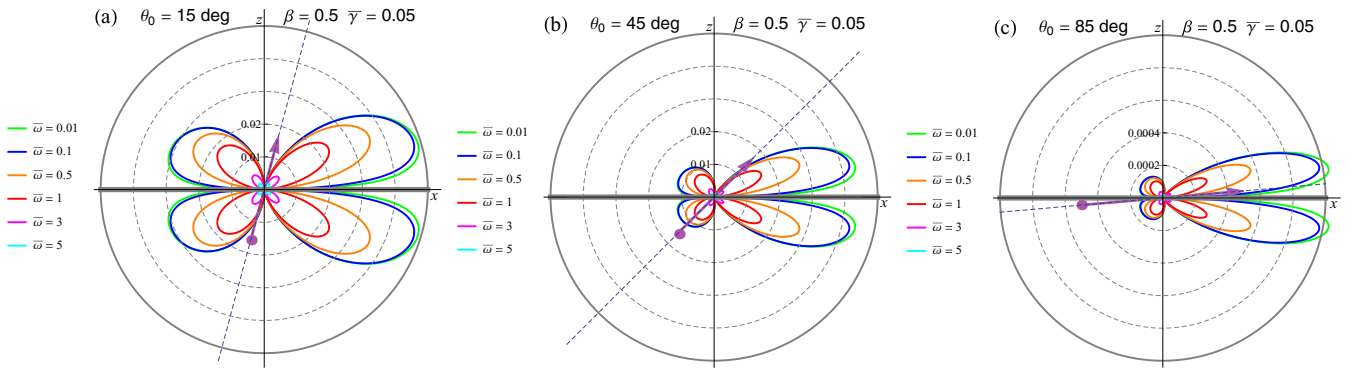 (a) θ₀ = 15 deg β = 0.5 γ̅ = 0.05
z
ω̅ = 0.01
ω̅ = 0.1
ω̅ = 0.5
ω̅ = 1
ω̅ = 3
ω̅ = 5
0.02
0.01
x
(b) θ₀ = 45 deg β = 0.5 γ̅ = 0.05
z
ω̅ = 0.01
ω̅ = 0.1
ω̅ = 0.5
ω̅ = 1
ω̅ = 3
ω̅ = 5
0.02
0.01
x
(c) θ₀ = 85 deg β = 0.5 γ̅ = 0.05
z
ω̅ = 0.01
ω̅ = 0.1
ω̅ = 0.5
ω̅ = 1
ω̅ = 3
ω̅ = 5
0.0004
0.0002
x